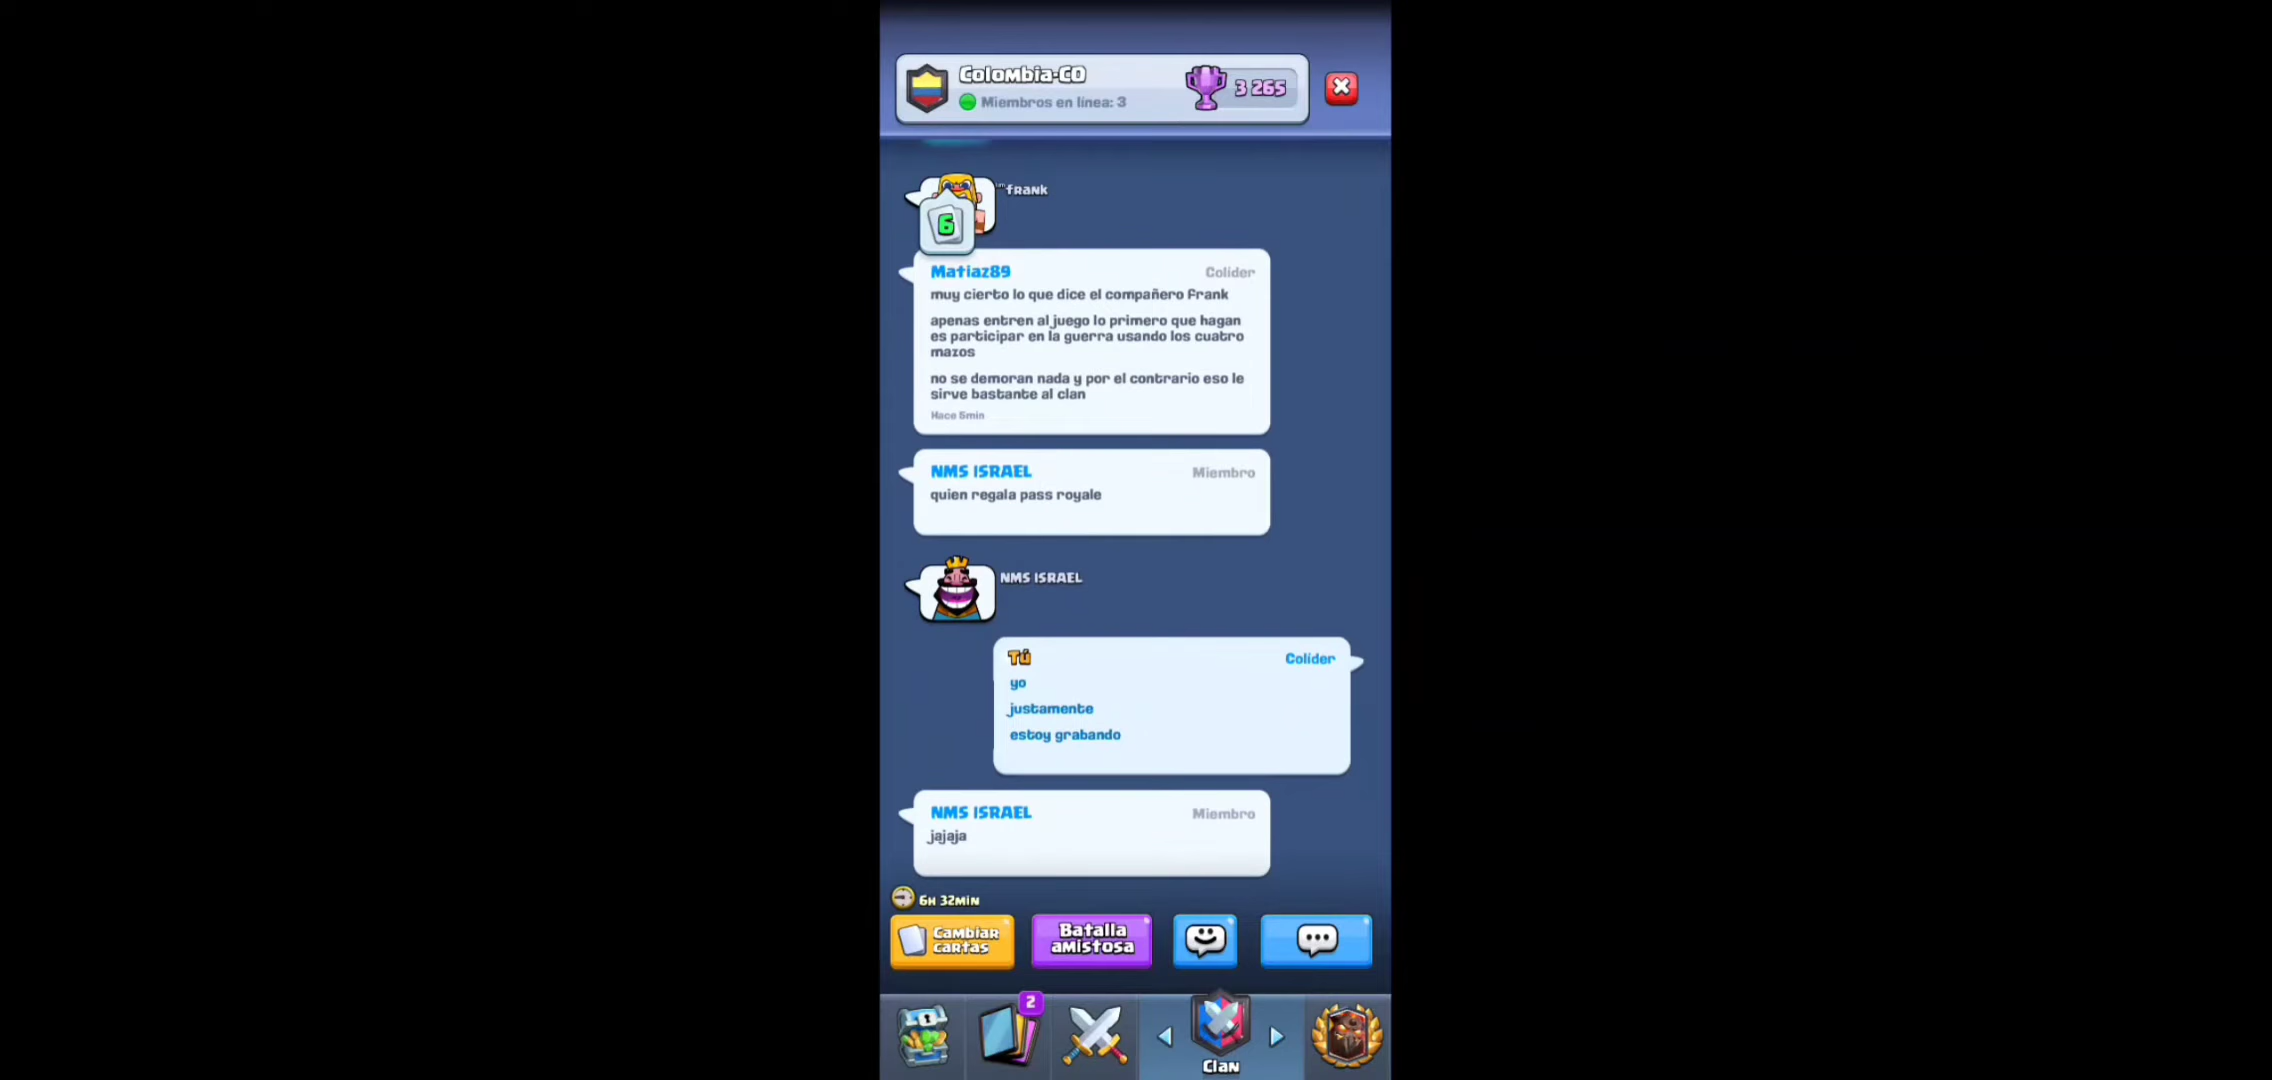 Colombia-CO
Miembros en línea: 3
3 265
frank
6
Matiaz89
Colíder
muy cierto lo que dice el compañero frank
apenas entren al juego lo primero que hagan
es participar en la guerra usando los cuatro
mazos
no se demoran nada y por el contrario eso le
sirve bastante al clan
Hace 5min
NMS ISRAEL
Miembro
quien regala pass royale
NMS ISRAEL
Tú
Colíder
yo
justamente
estoy grabando
NMS ISRAEL
Miembro
jajaja
6H 32MIN
Cambiar
cartas
Batalla
amistosa
2
Clan